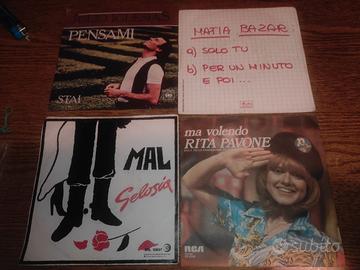 PENSAMI
STAI
MATIA BAZAR
a) SOLO TU
b) PER UN MINUTO
E POI...
MAL
Gelosia
ma volendo
RITA PAVONE
RCA
subito